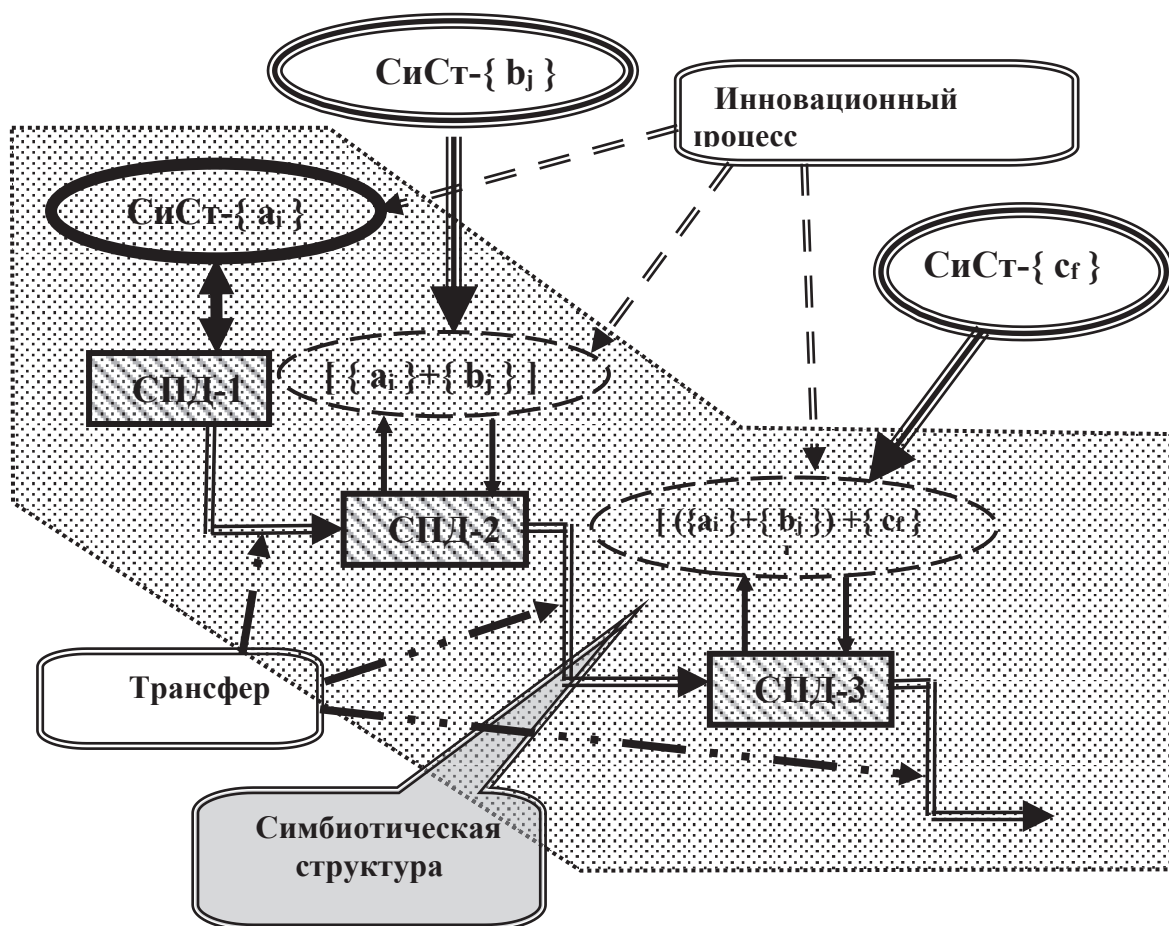 СиСт-{ bj }
Инновационный
процесс
СиСт-{ ai }
СиСт-{ cf }
СПД-1
[ { ai }+{ bj } ]
СПД-2
[ ({ai }+{ bj }) +{ cf }
Трансфер
СПД-3
Симбиотическая
структура